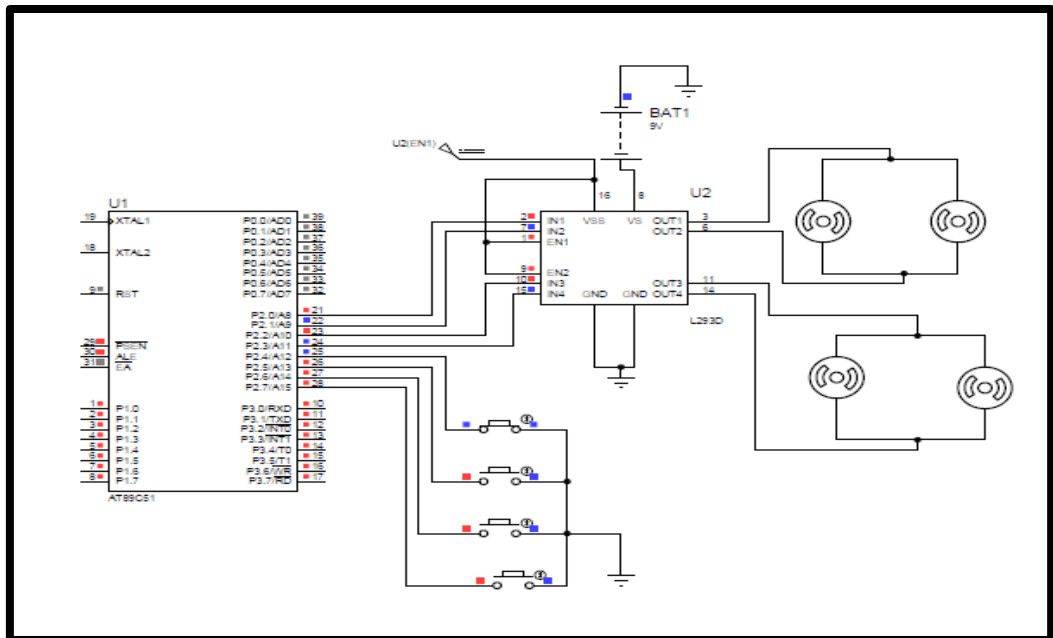 BAT1
9V
U2(EN1)
16 8
U2
U1
19 XTAL1
18 XTAL2
9 RST
29 PSEN
30 ALE
31 EA
1 P1.0
2 P1.1
3 P1.2
4 P1.3
5 P1.4
6 P1.5
7 P1.6
8 P1.7
P0.0/AD0 39
P0.1/AD1 38
P0.2/AD2 37
P0.3/AD3 36
P0.4/AD4 35
P0.5/AD5 34
P0.6/AD6 33
P0.7/AD7 32
P2.0/A8 21
P2.1/A9 22
P2.2/A10 23
P2.3/A11 24
P2.4/A12 25
P2.5/A13 26
P2.6/A14 27
P2.7/A15 28
P3.0/RXD 10
P3.1/TXD 11
P3.2/INT0 12
P3.3/INT1 13
P3.4/T0 14
P3.5/T1 15
P3.6/WR 16
P3.7/RD 17
AT89C51
2 IN1
7 IN2
1 EN1
9 EN2
10 IN3
15 IN4
VSS VS
OUT1 3
OUT2 6
OUT3 11
OUT4 14
GND GND
L293D